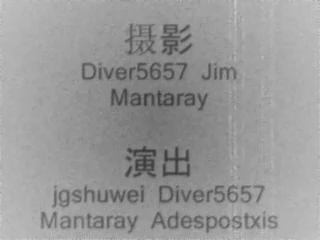 摄影
Diver5657 Jim
Mantaray
演出
jgshuwei Diver5657
Mantaray Adespostxis